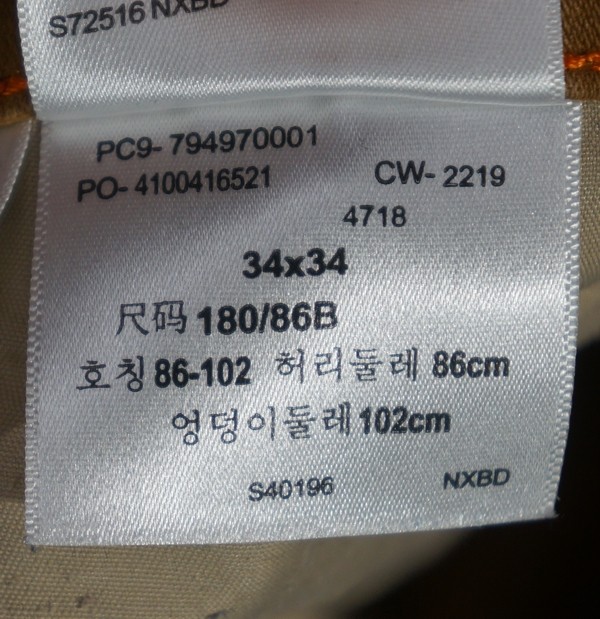 S72516 NXBD
PC9- 794970001
PO- 4100416521 CW- 2219
4718
34x34
尺码 180/86B
호칭 86-102 허리둘레 86cm
엉덩이둘레 102cm
S40196 NXBD